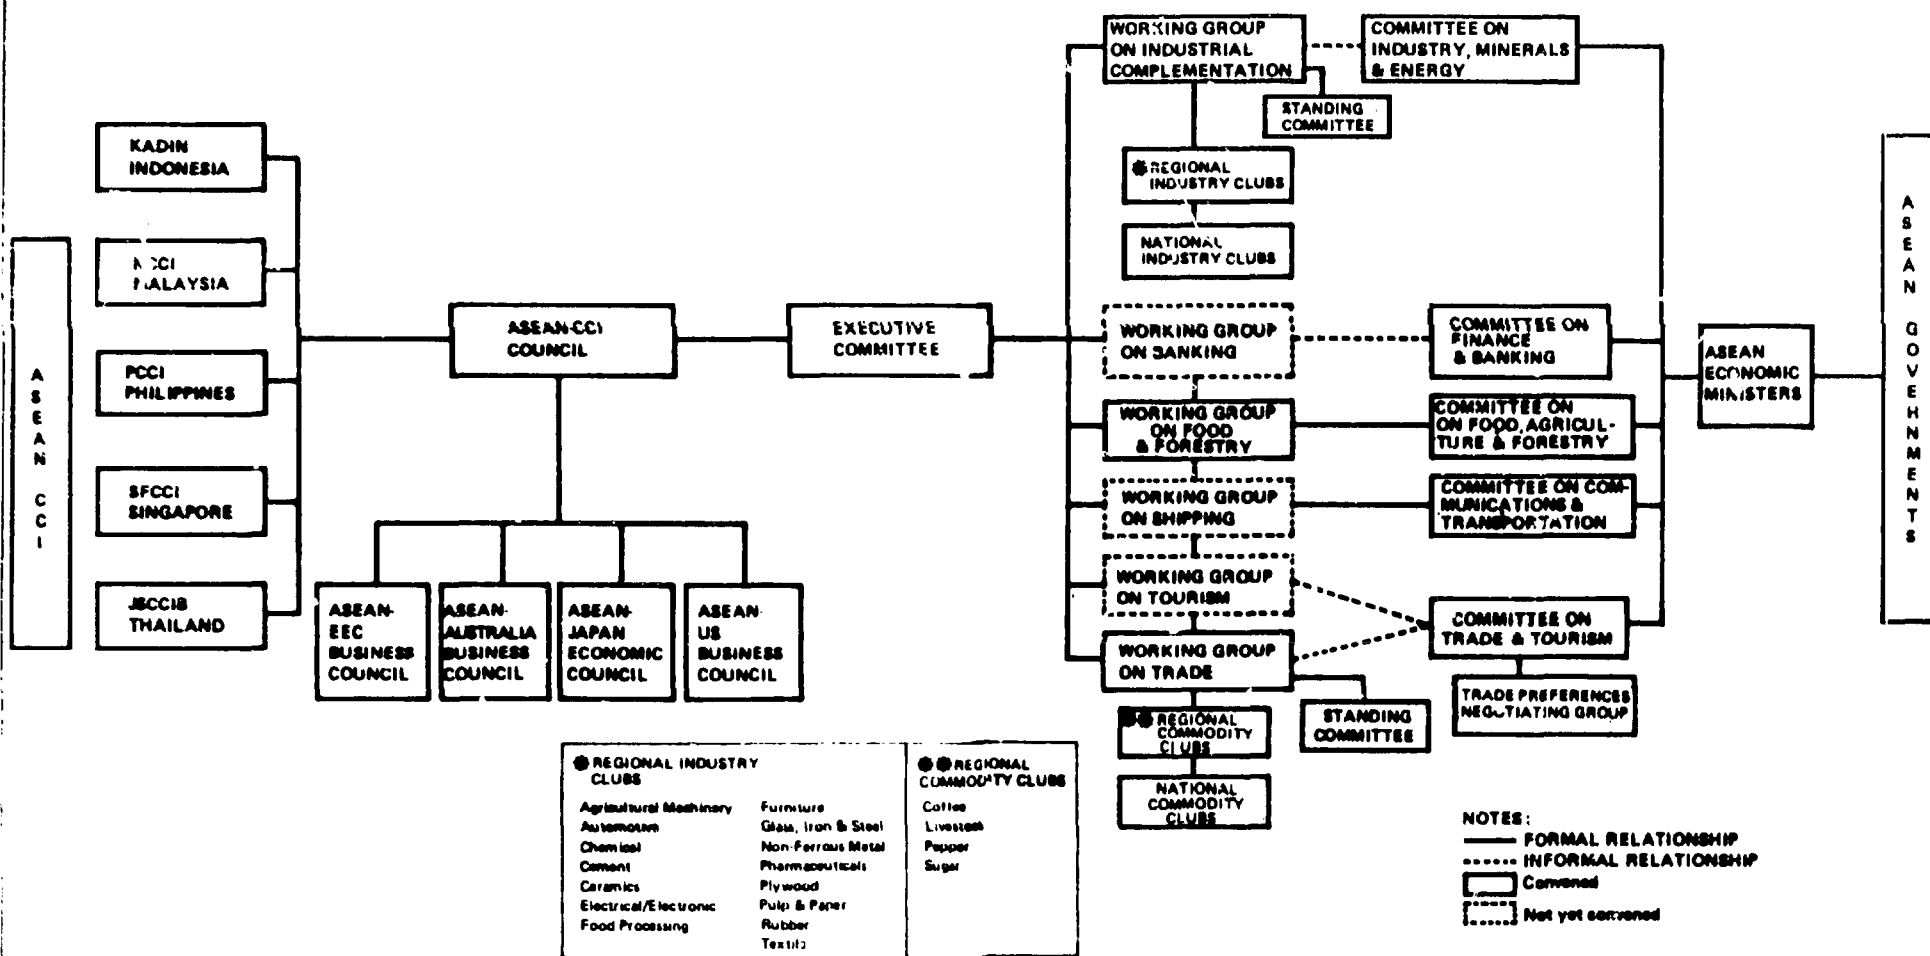 ASEAN CCI
KADIN
INDONESIA
MALAYSIA
PCCI
PHILIPPINES
SFCCI
SINGAPORE
JSCCIB
THAILAND
ASEAN-CCI
COUNCIL
EXECUTIVE
COMMITTEE
ASEAN-
EEC
BUSINESS
COUNCIL
ASEAN-
AUSTRALIA
BUSINESS
COUNCIL
ASEAN-
JAPAN
ECONOMIC
COUNCIL
ASEAN-
US
BUSINESS
COUNCIL
WORKING GROUP
ON INDUSTRIAL
COMPLEMENTATION
COMMITTEE ON
INDUSTRY, MINERALS
& ENERGY
STANDING
COMMITTEE
REGIONAL
INDUSTRY CLUBS
NATIONAL
INDUSTRY CLUBS
WORKING GROUP
ON BANKING
COMMITTEE ON
FINANCE
& BANKING
WORKING GROUP
ON FOOD
& FORESTRY
COMMITTEE ON
ON FOOD, AGRICUL-
TURE & FORESTRY
WORKING GROUP
ON SHIPPING
COMMITTEE ON COM-
MUNICATIONS &
TRANSPORTATION
WORKING GROUP
ON TOURISM
WORKING GROUP
ON TRADE
COMMITTEE ON
TRADE & TOURISM
TRADE PREFERENCES
NEGOTIATING GROUP
STANDING
COMMITTEE
REGIONAL
COMMODITY
CLUBS
NATIONAL
COMMODITY
CLUBS
ASEAN
ECONOMIC
MINISTERS
ASEAN GOVERNMENTS
REGIONAL INDUSTRY
CLUBS
Agricultural Machinery
Automotive
Chemical
Cement
Ceramics
Electrical/Electronic
Food Processing
Furniture
Glass, Iron & Steel
Non-Ferrous Metal
Pharmaceuticals
Plywood
Pulp & Paper
Rubber
Textile
REGIONAL
COMMODITY CLUBS
Coffee
Livestock
Pepper
Sugar
NOTES:
FORMAL RELATIONSHIP
INFORMAL RELATIONSHIP
Convened
Not yet convened